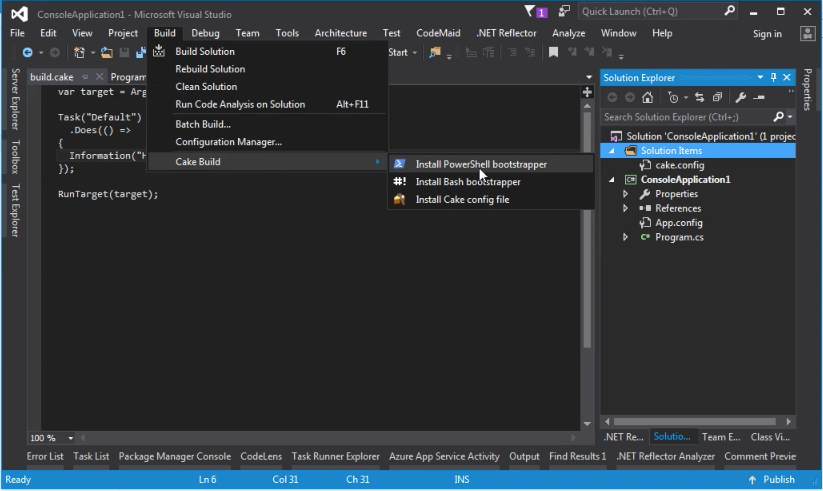 ConsoleApplication1 - Microsoft Visual Studio
1
Quick Launch (Ctrl+Q)
File Edit View Project Build Debug Team Tools Architecture Test CodeMaid .NET Reflector Analyze Window Help Sign in
Start
Build Solution F6
Rebuild Solution
Clean Solution
Run Code Analysis on Solution Alt+F11
Batch Build...
Configuration Manager...
Cake Build
Install PowerShell bootstrapper
#! Install Bash bootstrapper
Install Cake config file
Server Explorer
Toolbox
Test Explorer
build.cake
Program
var target = Arg
Task("Default")
.Does(() =>
{
Information("H
});
RunTarget(target);
100 %
Solution Explorer
Search Solution Explorer (Ctrl+;)
Solution 'ConsoleApplication1' (1 projec
Solution Items
cake.config
C# ConsoleApplication1
Properties
References
App.config
C# Program.cs
Properties
.NET Re... Solutio... Team E... Class Vi...
Error List Task List Package Manager Console CodeLens Task Runner Explorer Azure App Service Activity Output Find Results 1 .NET Reflector Analyzer Comment Previe
Ready Ln 6 Col 31 Ch 31 INS Publish